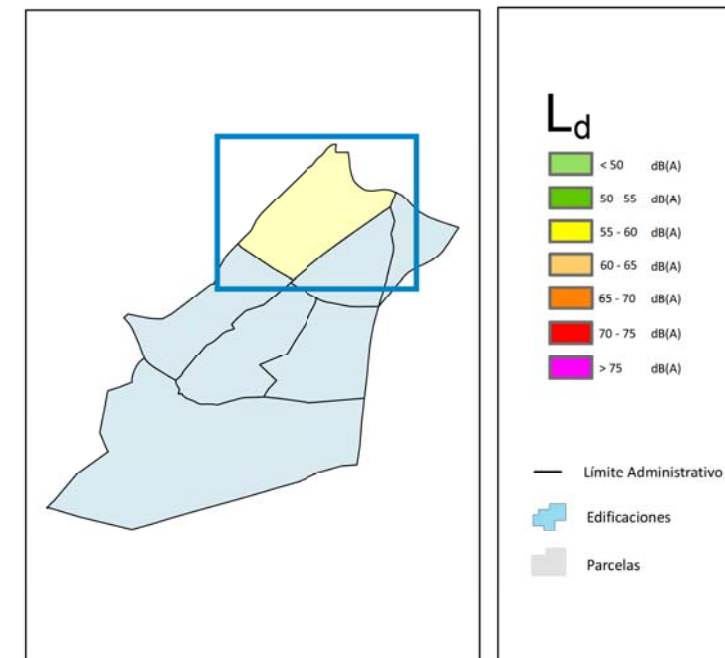 Ld
< 50 dB(A)
50 55 dB(A)
55 - 60 dB(A)
60 - 65 dB(A)
65 - 70 dB(A)
70 - 75 dB(A)
> 75 dB(A)
Límite Administrativo
Edificaciones
Parcelas